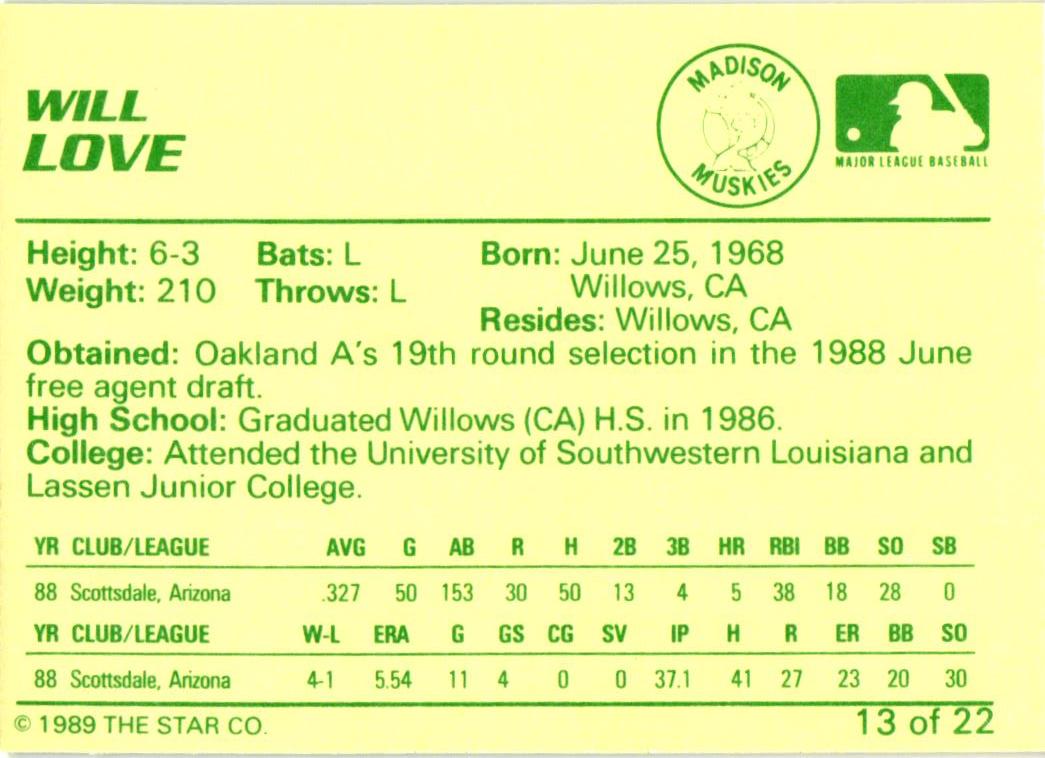 WILL
LOVE
MADISON
MUSKIES
MAJOR LEAGUE BASEBALL
Height: 6-3 Bats: L Born: June 25, 1968
Weight: 210 Throws: L Willows, CA
Resides: Willows, CA
Obtained: Oakland A's 19th round selection in the 1988 June
free agent draft.
High School: Graduated Willows (CA) H.S. in 1986.
College: Attended the University of Southwestern Louisiana and
Lassen Junior College.
YR CLUB/LEAGUE AVG G AB R H 2B 3B HR RBI BB SO SB
88 Scottsdale, Arizona .327 50 153 30 50 13 4 5 38 18 28 0
YR CLUB/LEAGUE W-L ERA G GS CG SV IP H R ER BB SO
88 Scottsdale, Arizona 4-1 5.54 11 4 0 0 37.1 41 27 23 20 30
© 1989 THE STAR CO. 13 of 22